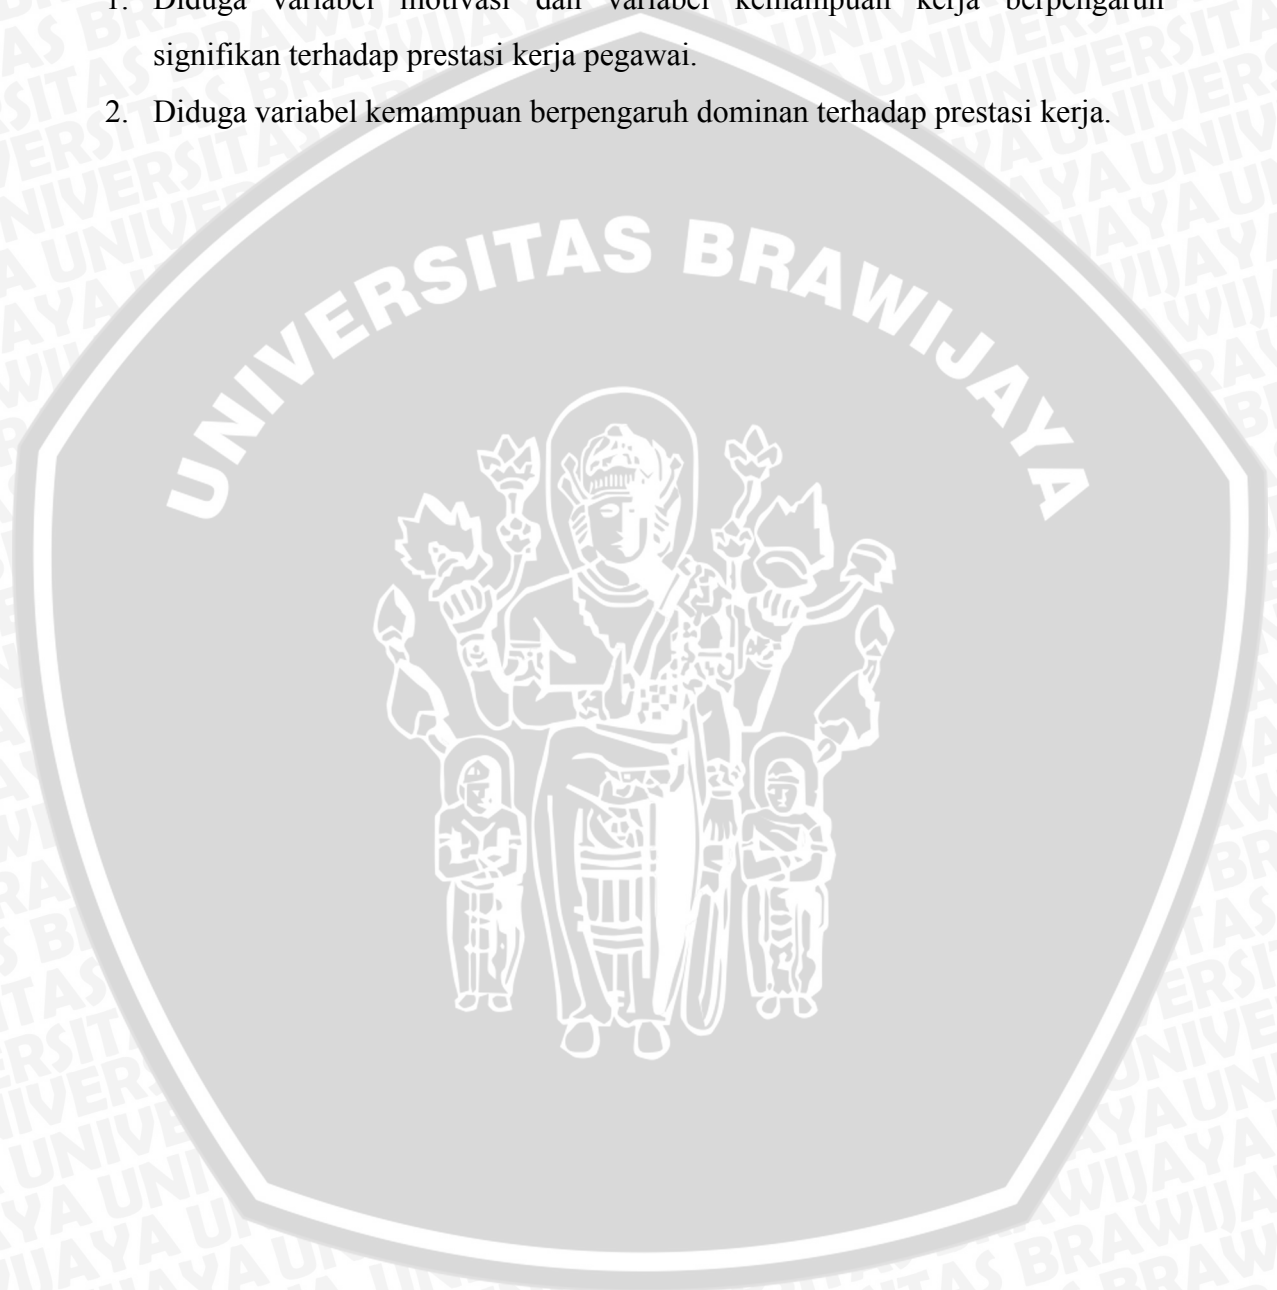 1. Diduga variabel motivasi dan variabel kemampuan kerja berpengaruh
signifikan terhadap prestasi kerja pegawai.
2. Diduga variabel kemampuan berpengaruh dominan terhadap prestasi kerja.
UNIVERSITAS BRAWIJAYA